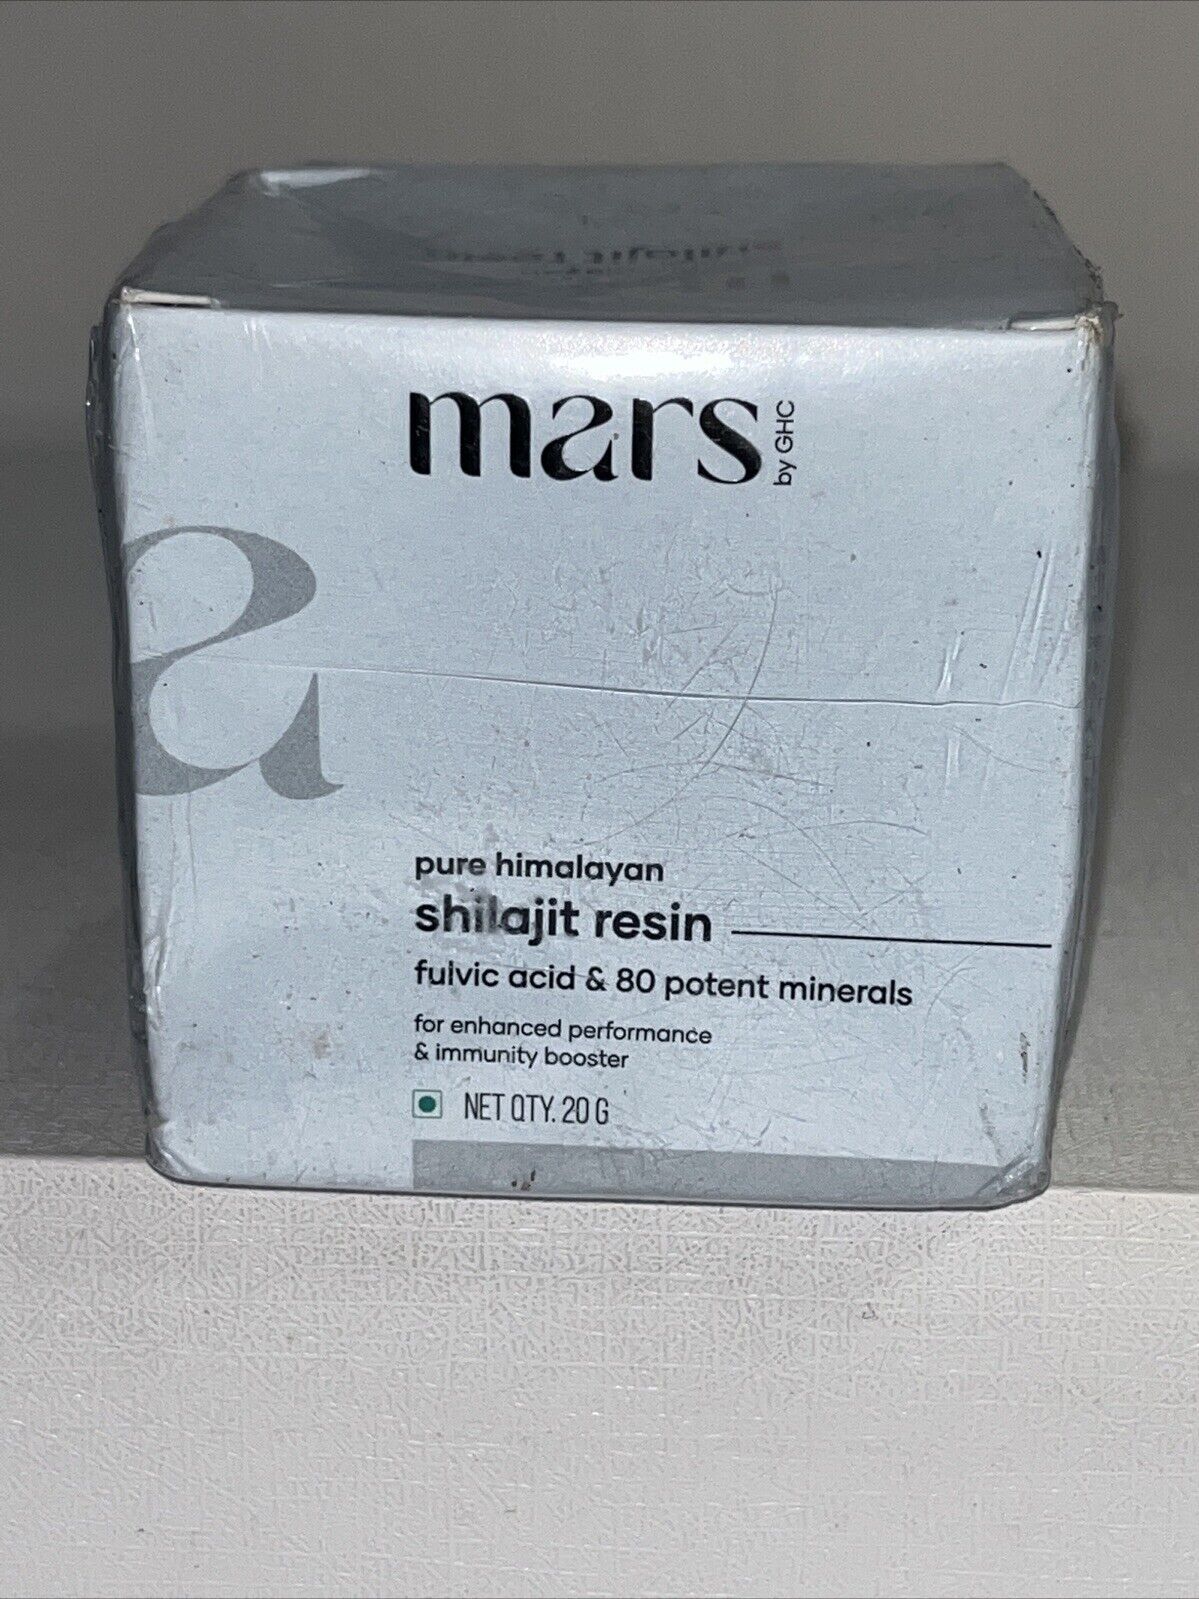 mars
by GHC
pure himalayan
shilajit resin
fulvic acid & 80 potent minerals
for enhanced performance
& immunity booster
NET QTY. 20 G